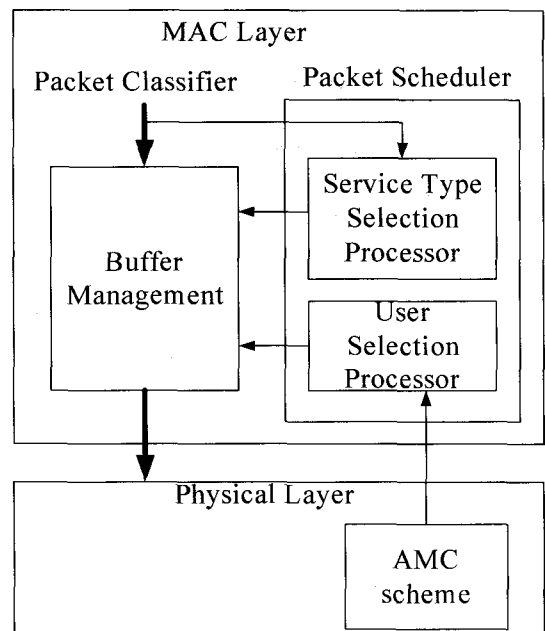 MAC Layer
Packet Classifier
Packet Scheduler
Service Type
Selection
Processor
Buffer
Management
User
Selection
Processor
Physical Layer
AMC
scheme